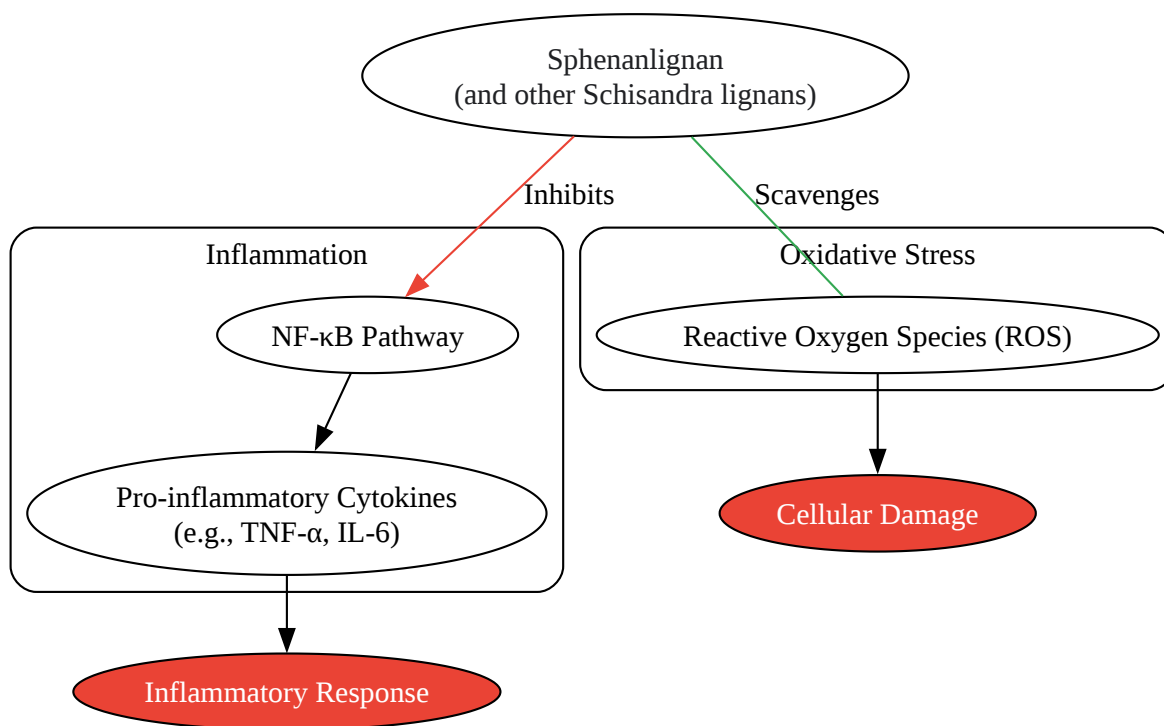 Sphenanlignan
(and other Schisandra lignans)
Inhibits
Scavenges
Inflammation
Oxidative Stress
NF-κB Pathway
Reactive Oxygen Species (ROS)
Pro-inflammatory Cytokines
(e.g., TNF-α, IL-6)
Cellular Damage
Inflammatory Response